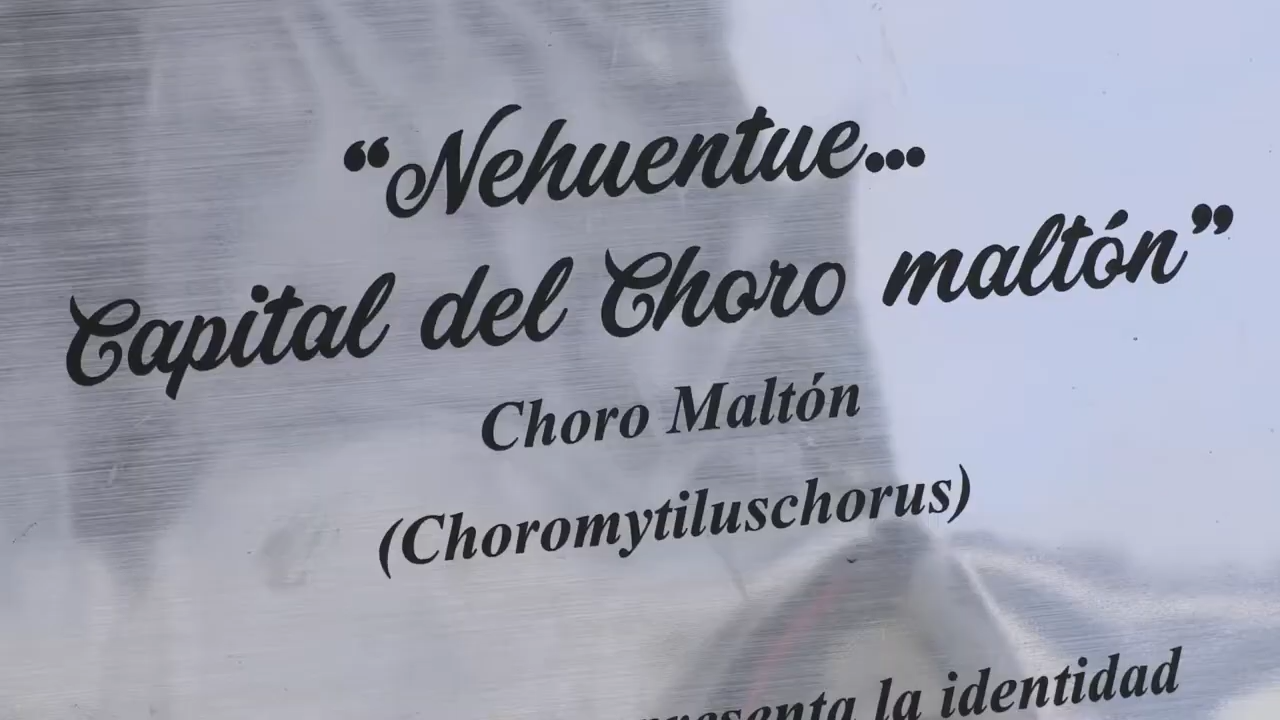 “Nehuentue...
Capital del Choro maltón”
Choro Maltón
(Choromytiluschorus)
la identidad